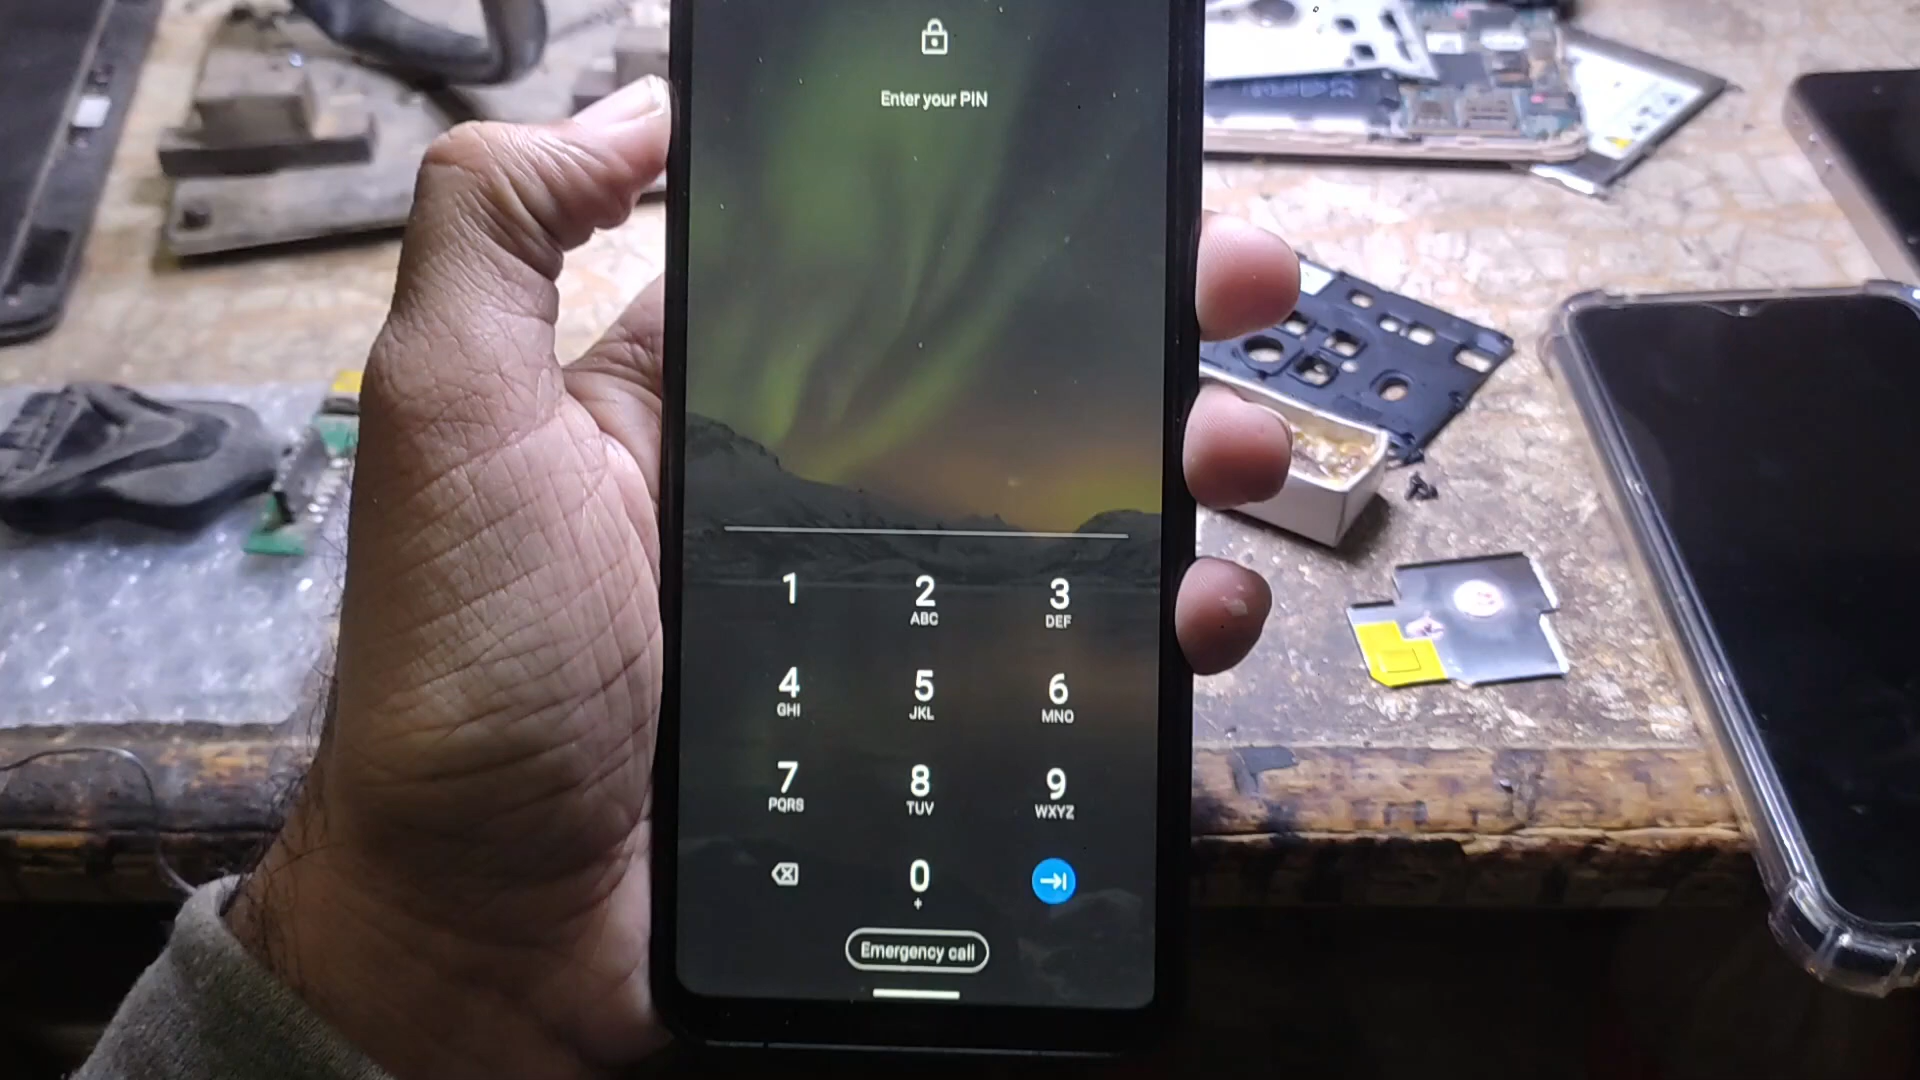 Enter your PIN
1 2 3
ABC DEF
4 5 6
GHI JKL MNO
7 8 9
PQRS TUV WXYZ
0
+
Emergency call